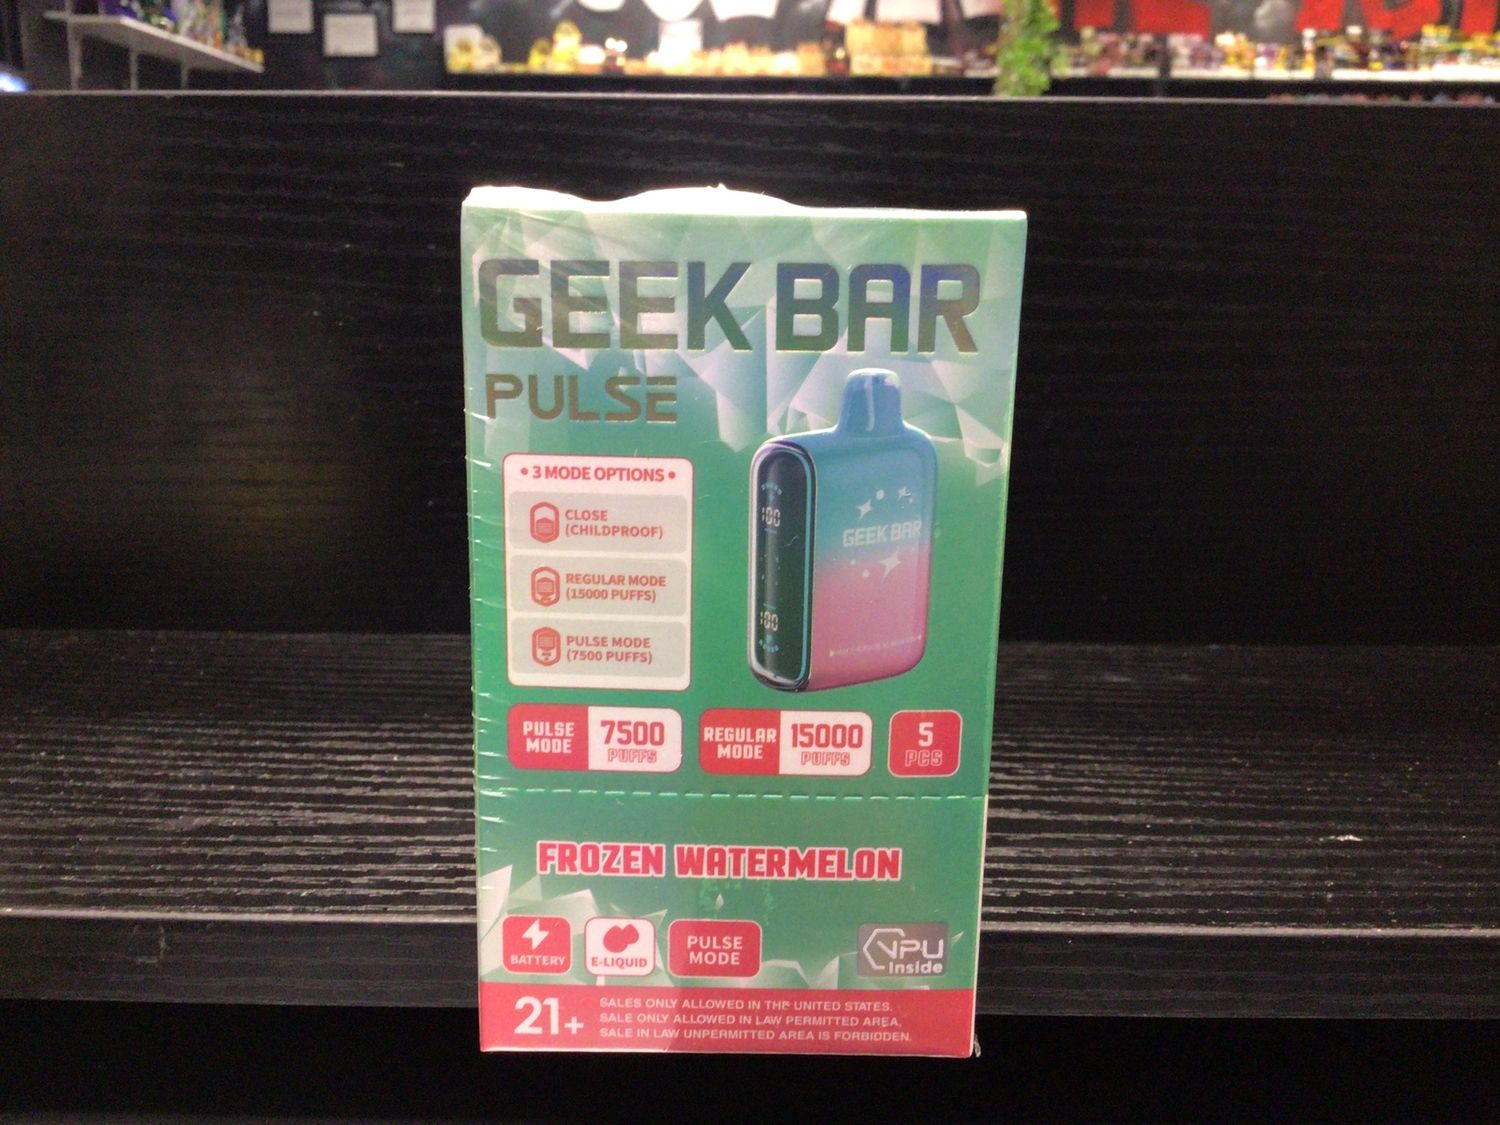 GEEK BAR
PULSE
• 3 MODE OPTIONS •
CLOSE
(CHILDPROOF)
REGULAR MODE
(15000 PUFFS)
PULSE MODE
(7500 PUFFS)
100
GEEK BAR
100
PULSE
MODE
7500
PUFFS
REGULAR
MODE
15000
PUFFS
5
PCS
FROZEN WATERMELON
BATTERY
E-LIQUID
PULSE
MODE
VPU
Inside
21+
SALES ONLY ALLOWED IN THE UNITED STATES.
SALE ONLY ALLOWED IN LAW PERMITTED AREA,
SALE IN LAW UNPERMITTED AREA IS FORBIDDEN.